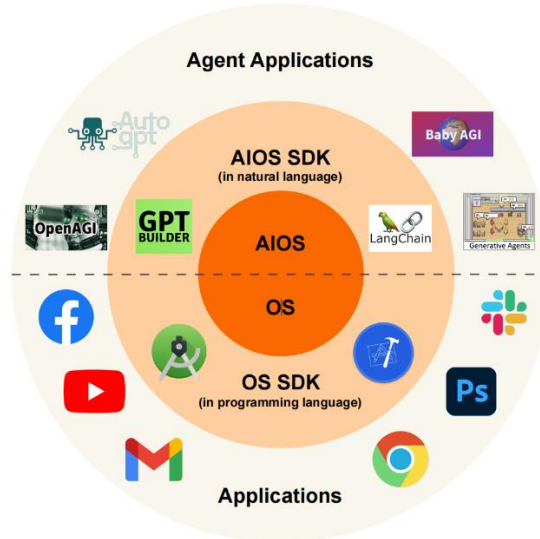 Agent Applications
Auto
gpt
Baby AGI
AIOS SDK
(in natural language)
OpenAGI
GPT
BUILDER
AIOS
LangChain
Generative Agents
OS
OS SDK
(in programming language)
Ps
Applications